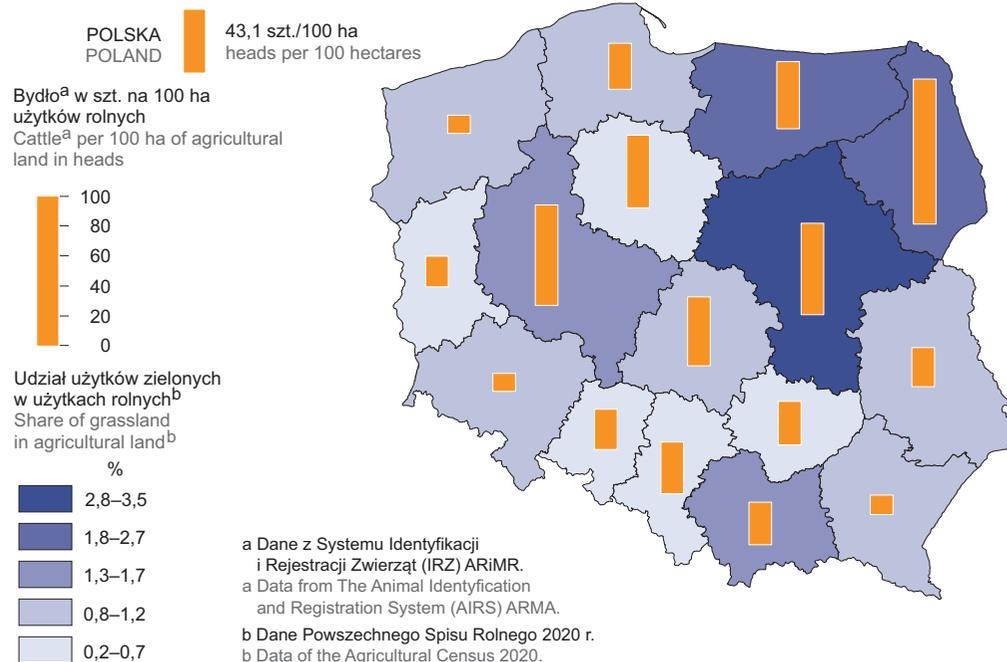 POLSKA
POLAND
43,1 szt./100 ha
heads per 100 hectares
Bydłoa w szt. na 100 ha
użytków rolnych
Cattlea per 100 ha of agricultural
land in heads
100
80
60
40
20
0
Udział użytków zielonych
w użytkach rolnychb
Share of grassland
in agricultural landb
%
2,8–3,5
1,8–2,7
1,3–1,7
0,8–1,2
0,2–0,7
a Dane z Systemu Identyfikacji
i Rejestracji Zwierząt (IRZ) ARiMR.
a Data from The Animal Identyfication
and Registration System (AIRS) ARMA.
b Dane Powszechnego Spisu Rolnego 2020 r.
b Data of the Agricultural Census 2020.